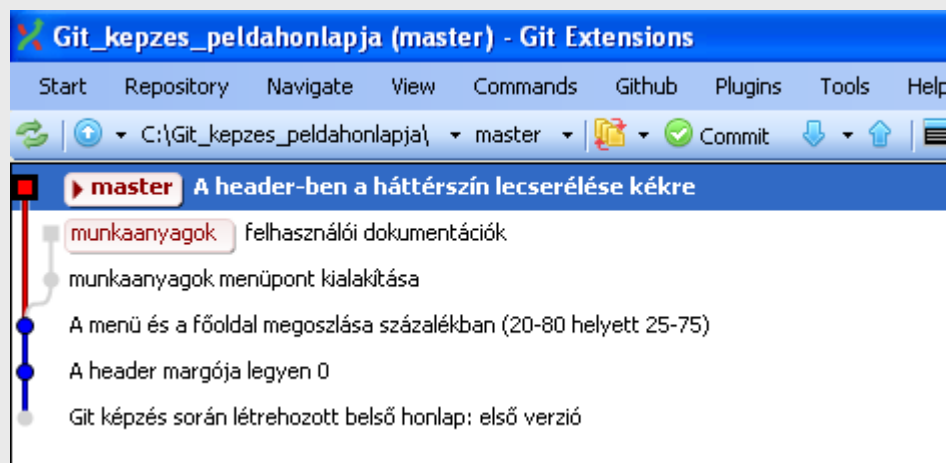 Git_kepzes_peldahonlapja (master) - Git Extensions
Start Repository Navigate View Commands Github Plugins Tools Help
C:\Git_kepzes_peldahonlapja\ master Commit
master A header-ben a háttérszín lecserélése kékre
munkaanyagok felhasználói dokumentációk
munkaanyagok menüpont kialakítása
A menü és a főoldal megoszlása százalékban (20-80 helyett 25-75)
A header margója legyen 0
Git képzés során létrehozott belső honlap: első verzió